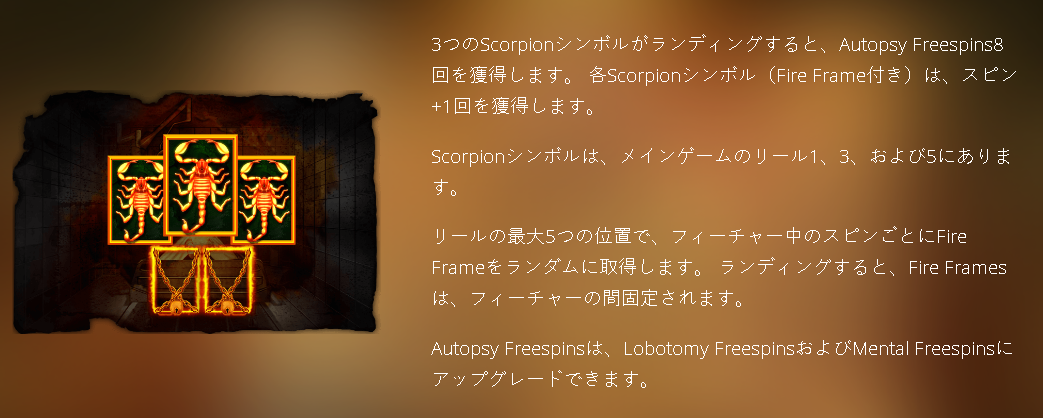 3つのScorpionシンボルがランディングすると、Autopsy Freespins8
回を獲得します。 各Scorpionシンボル（Fire Frame付き）は、スピン
+1回を獲得します。
Scorpionシンボルは、メインゲームのリール1、3、および5にありま
す。
リールの最大5つの位置で、フィーチャー中のスピンごとにFire
Frameをランダムに取得します。 ランディングすると、Fire Frames
は、フィーチャーの間固定されます。
Autopsy Freespinsは、Lobotomy FreespinsおよびMental Freespinsに
アップグレードできます。